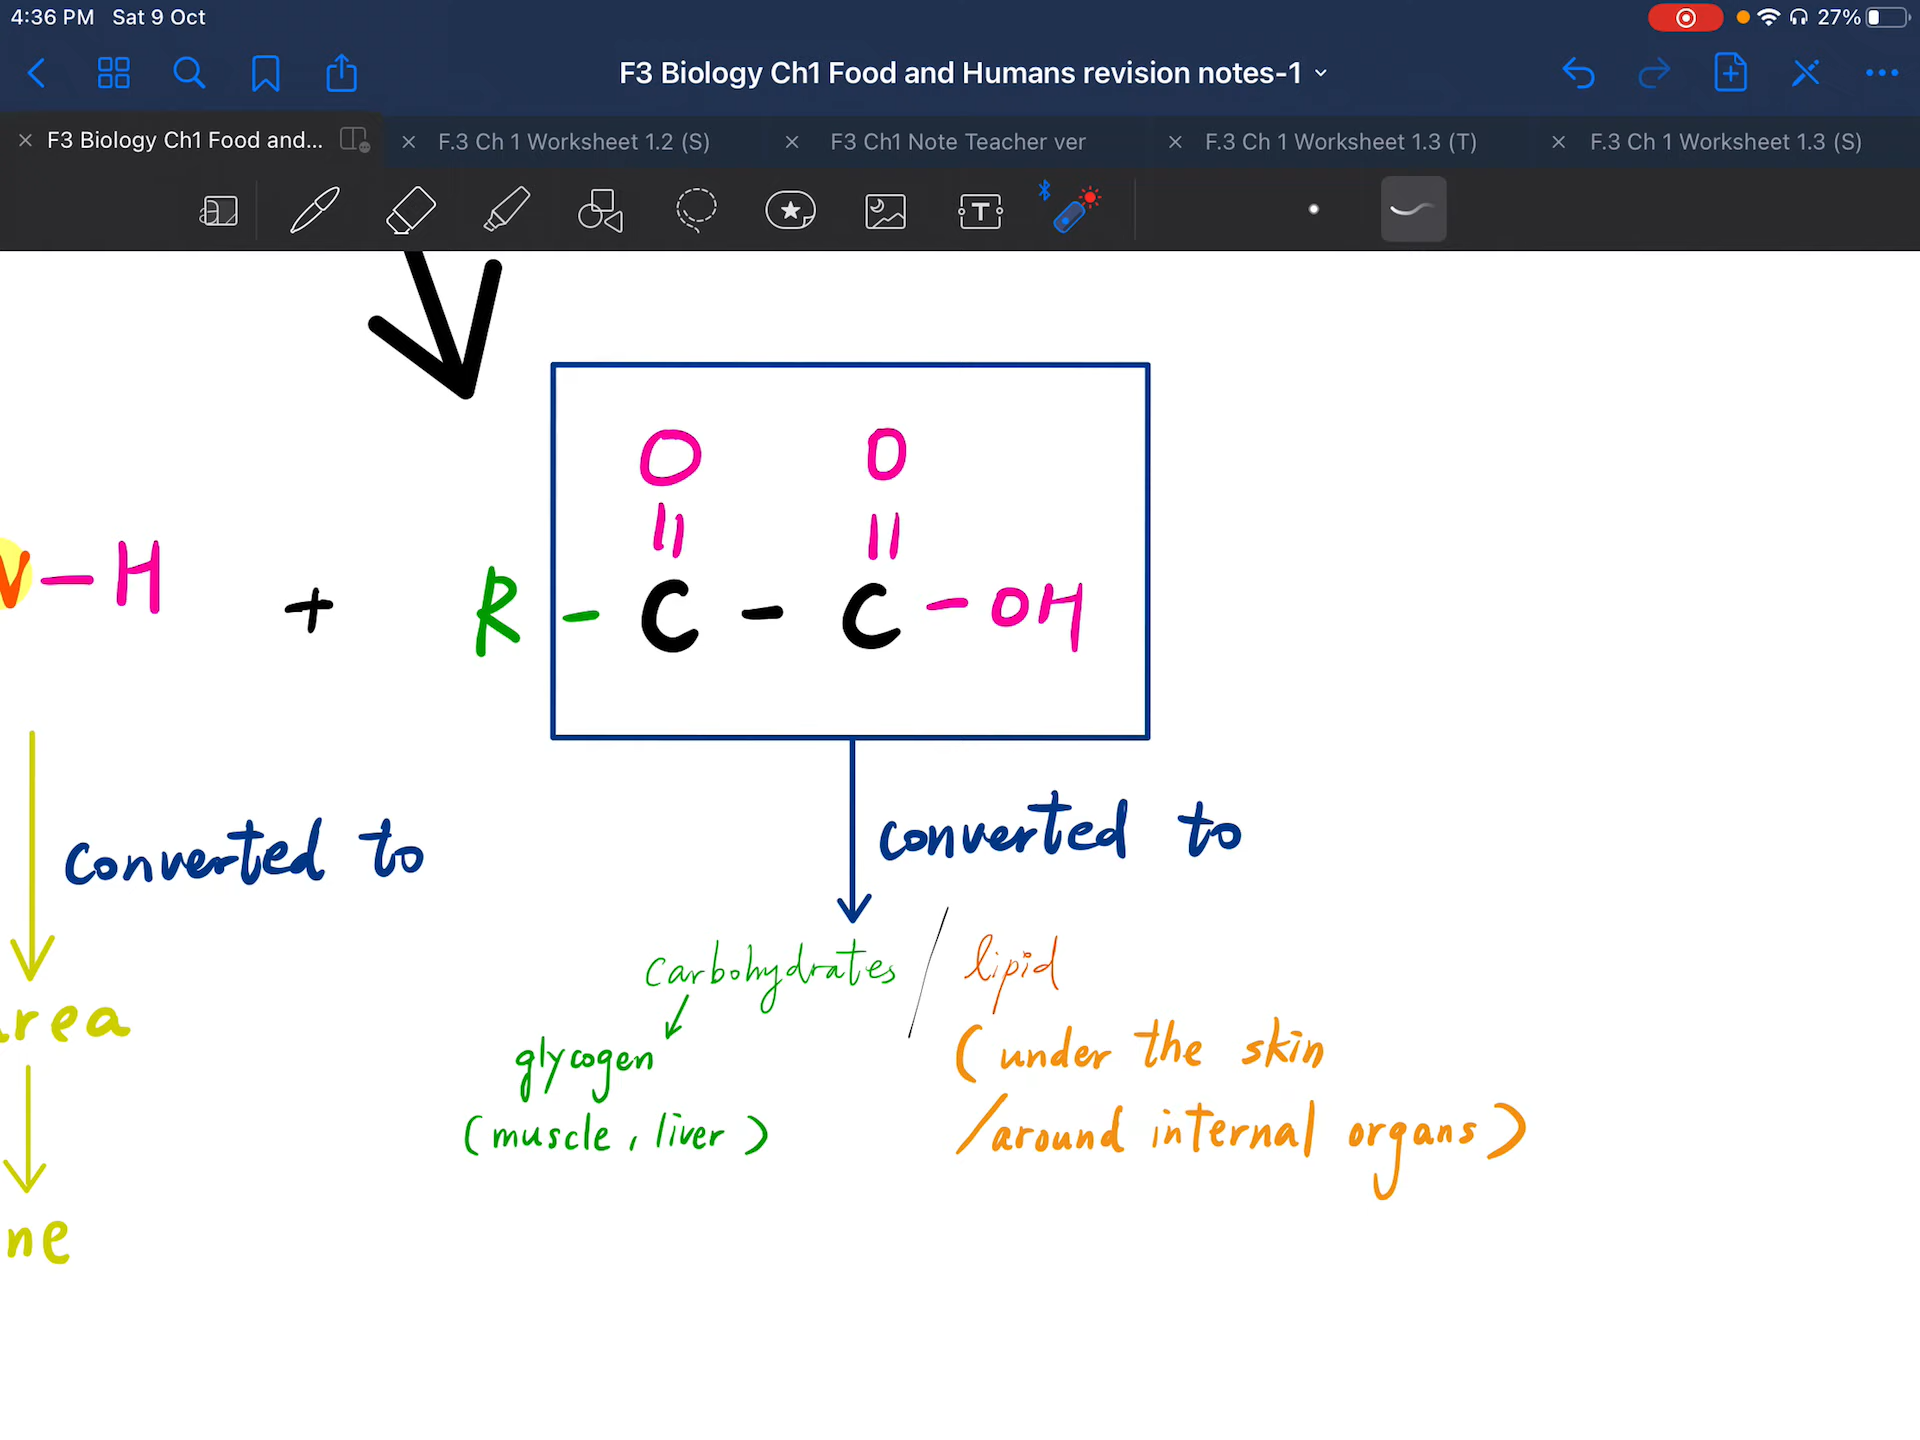 4:36 PM Sat 9 Oct 27%
F3 Biology Ch1 Food and Humans revision notes-1
F3 Biology Ch1 Food and... F.3 Ch 1 Worksheet 1.2 (S) F3 Ch1 Note Teacher ver F.3 Ch 1 Worksheet 1.3 (T) F.3 Ch 1 Worksheet 1.3 (S)
O O
|| ||
N - H + R - C - C - OH
converted to converted to
carbohydrates / lipid
rea glycogen (under the skin
(muscle, liver) /around internal organs)
ne